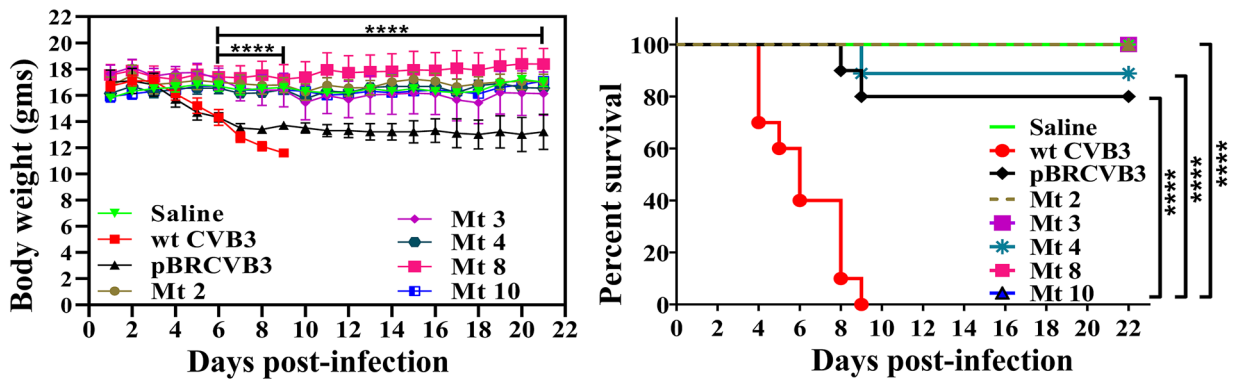 22
20
18
16
14
12
10
8
6
4
2
0
Body weight (gms)
****
****
Saline
wt CVB3
pBRCVB3
Mt 2
Mt 3
Mt 4
Mt 8
Mt 10
0 2 4 6 8 10 12 14 16 18 20 22
Days post-infection
100
80
60
40
20
0
Percent survival
Saline
wt CVB3
pBRCVB3
Mt 2
Mt 3
Mt 4
Mt 8
Mt 10
****
****
****
0 2 4 6 8 10 12 14 16 18 20 22
Days post-infection